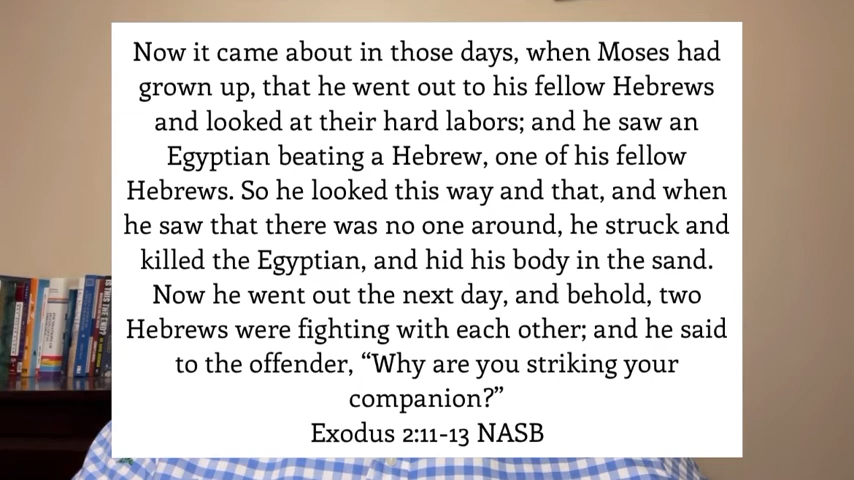 Now it came about in those days, when Moses had
grown up, that he went out to his fellow Hebrews
and looked at their hard labors; and he saw an
Egyptian beating a Hebrew, one of his fellow
Hebrews. So he looked this way and that, and when
he saw that there was no one around, he struck and
killed the Egyptian, and hid his body in the sand.
Now he went out the next day, and behold, two
Hebrews were fighting with each other; and he said
to the offender, “Why are you striking your
companion?”
Exodus 2:11-13 NASB